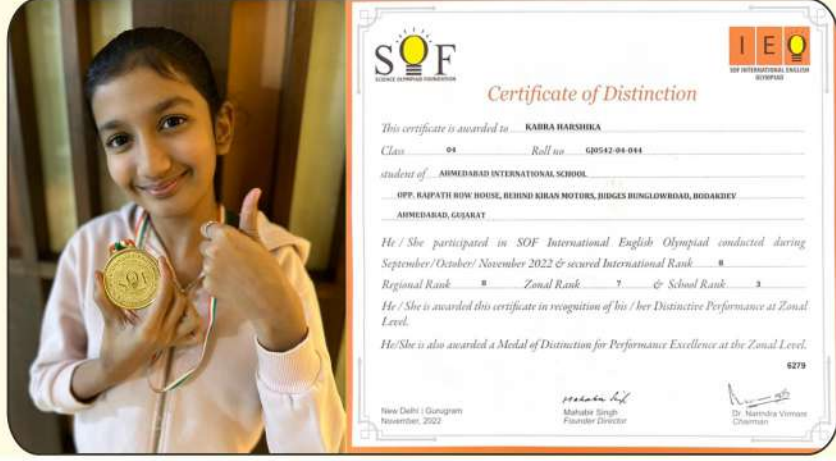 SOF
SCIENCE OLYMPIAD FOUNDATION
IEO
SOF INTERNATIONAL ENGLISH
OLYMPIAD
Certificate of Distinction
This certificate is awarded to KABRA HARSHIKA
Class 04 Roll no GJ0542-04-044
student of AHMEDABAD INTERNATIONAL SCHOOL
OPP. RAJPATH ROW HOUSE, BEHIND KIRAN MOTORS, JUDGES BUNGLOWROAD, BODAKDEV
AHMEDABAD, GUJARAT
He / She participated in SOF International English Olympiad conducted during
September/October/ November 2022 & secured International Rank 8
Regional Rank 8 Zonal Rank 7 & School Rank 3
He / She is awarded this certificate in recognition of his / her Distinctive Performance at Zonal
Level.
He/She is also awarded a Medal of Distinction for Performance Excellence at the Zonal Level.
6279
New Delhi | Gurugram
November, 2022
Mahabir Singh
Founder Director
Dr. Narindra Virmani
Chairman
SOF